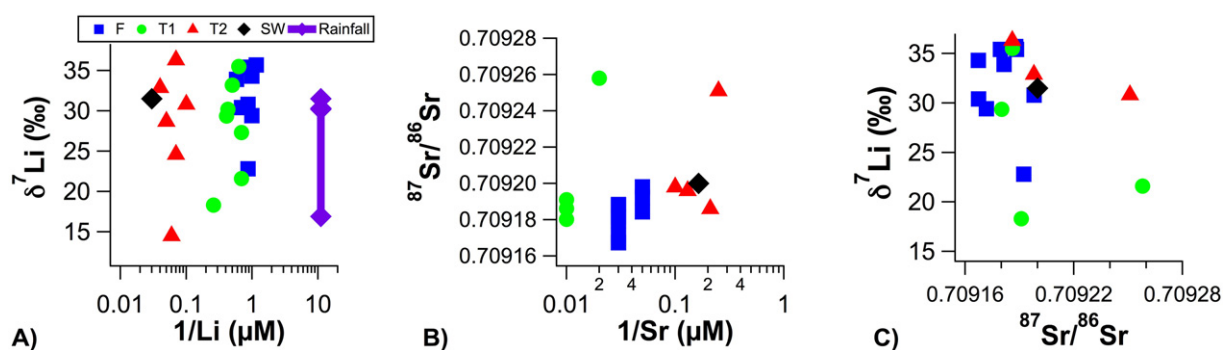 F T1 T2 SW Rainfall
35
30
25
20
15
δ⁷Li (‰)
0.01 0.1 1 10
1/Li (µM)
A)
0.70928
0.70926
0.70924
0.70922
0.70920
0.70918
0.70916
⁸⁷Sr/⁸⁶Sr
0.01 2 4 0.1 2 4 1
1/Sr (µM)
B)
35
30
25
20
15
δ⁷Li (‰)
0.70916 0.70922 0.70928
⁸⁷Sr/⁸⁶Sr
C)